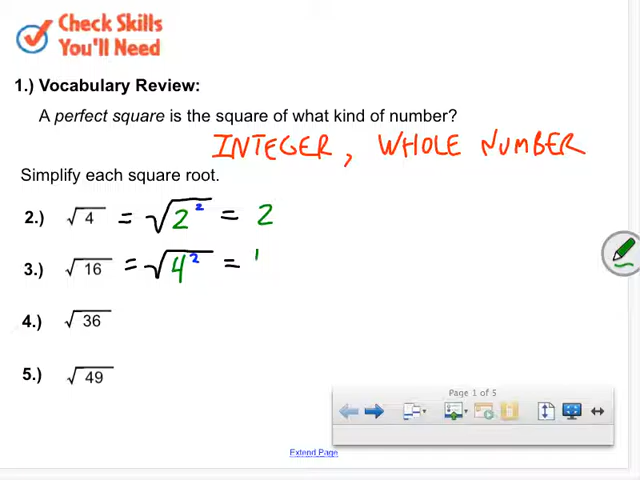 Check Skills
You'll Need
1.) Vocabulary Review:
A perfect square is the square of what kind of number?
INTEGER, WHOLE NUMBER
Simplify each square root.
2.) √4 = √2² = 2
3.) √16 = √4² =
4.) √36
5.) √49
Page 1 of 5
Extend Page